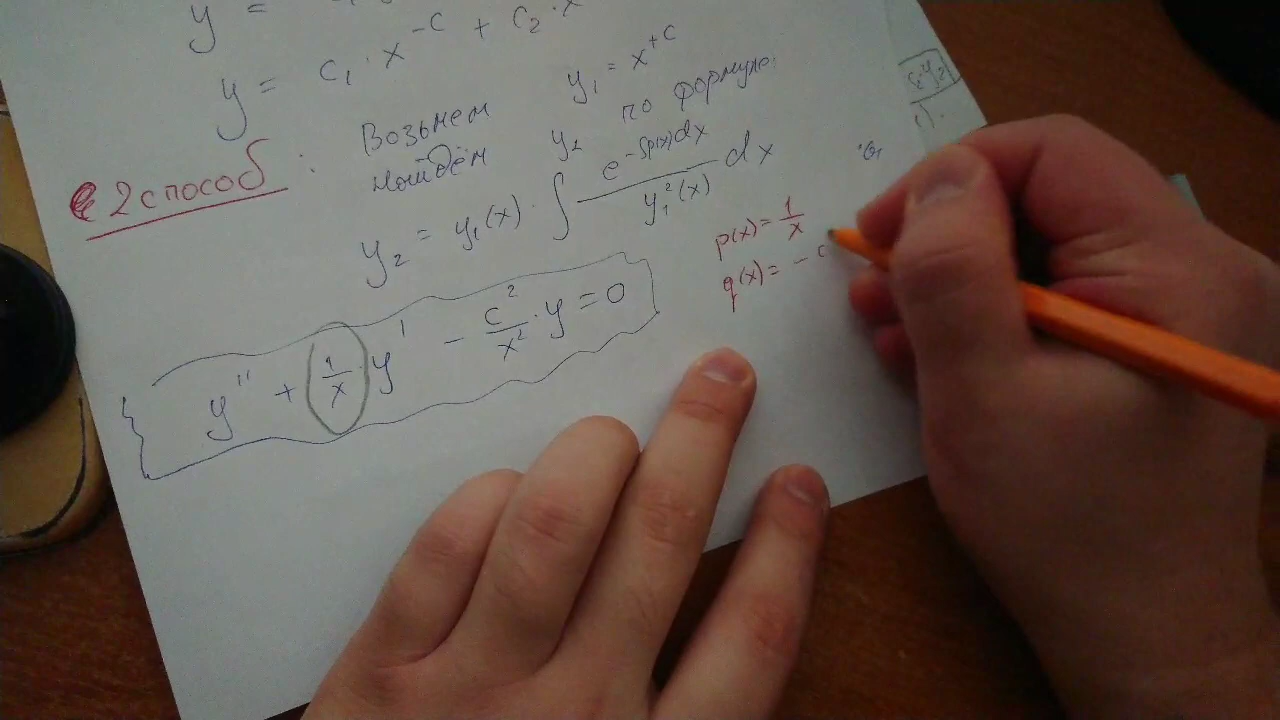 y =
y = c₁ · x⁻ᶜ + c₂ · x
2 способ : Возьмем y₁ = x⁺ᶜ
найдём y₂ по формуле:
y₂ = y₁(x) · ∫ e^(-∫p(x)dx) / y₁²(x) dx
p(x) = 1/x
q(x) = - c
y'' + 1/x · y' - c²/x² · y = 0